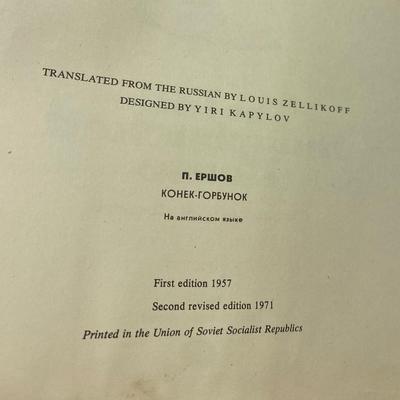 TRANSLATED FROM THE RUSSIAN BY LOUIS ZELLIKOFF
DESIGNED BY YIRI KAPYLOV
П. ЕРШОВ
КОНЕК-ГОРБУНОК
На английском языке
First edition 1957
Second revised edition 1971
Printed in the Union of Soviet Socialist Republics